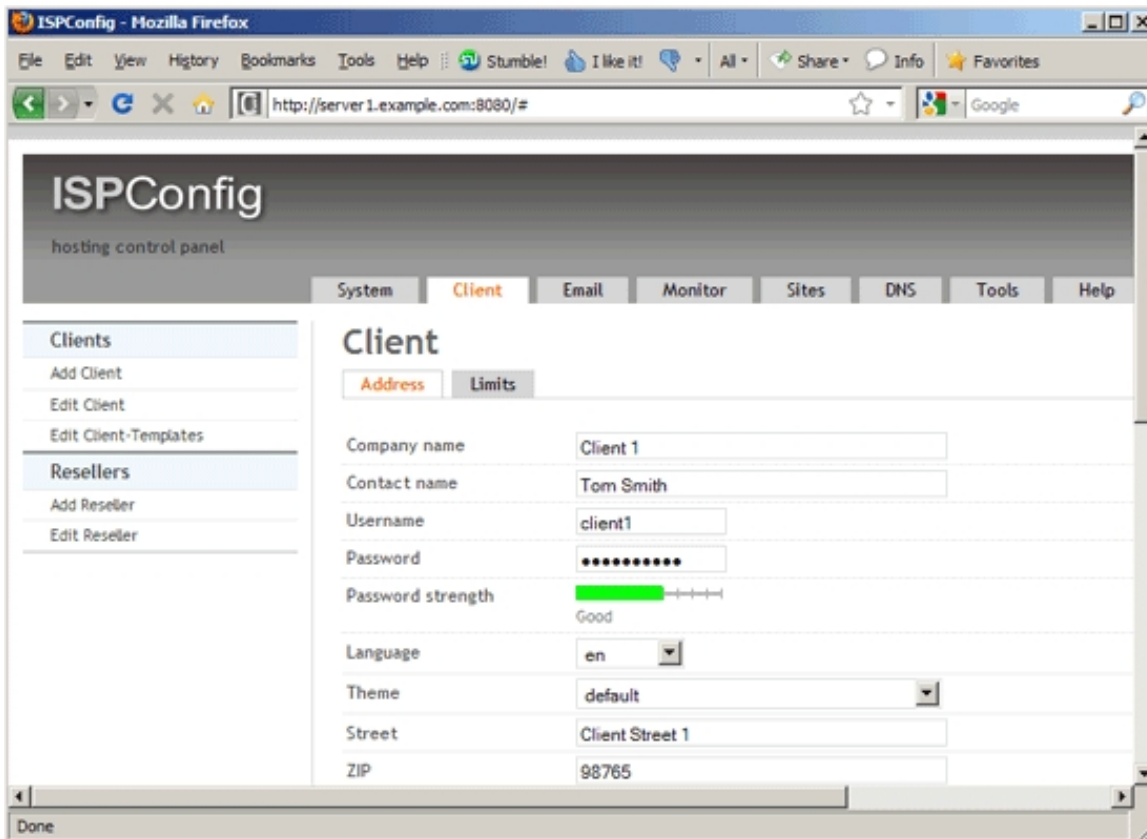 ISPConfig - Mozilla Firefox
File Edit View History Bookmarks Tools Help Stumble! I like it! All Share Info Favorites
http://server1.example.com:8080/# Google
ISPConfig
hosting control panel
System Client Email Monitor Sites DNS Tools Help
Clients
Add Client
Edit Client
Edit Client-Templates
Resellers
Add Reseller
Edit Reseller
Client
Address Limits
Company name Client 1
Contact name Tom Smith
Username client1
Password ••••••••••
Password strength
Good
Language en
Theme default
Street Client Street 1
ZIP 98765
Done